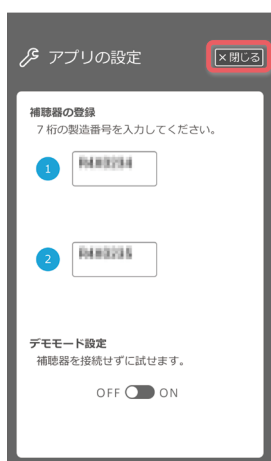 アプリの設定
×閉じる
補聴器の登録
7桁の製造番号を入力してください。
1
2
デモモード設定
補聴器を接続せずに試せます。
OFF ON